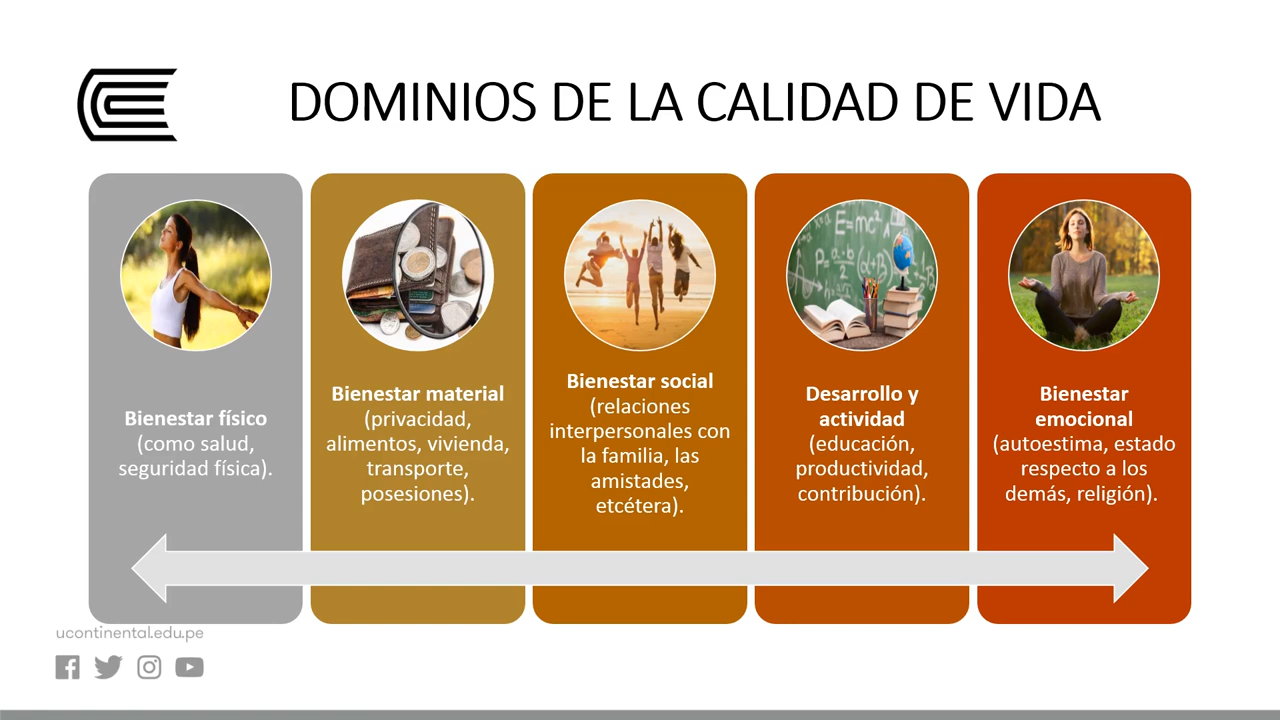 DOMINIOS DE LA CALIDAD DE VIDA
Bienestar físico
(como salud,
seguridad física).
Bienestar material
(privacidad,
alimentos, vivienda,
transporte,
posesiones).
Bienestar social
(relaciones
interpersonales con
la familia, las
amistades,
etcétera).
E=mc²
Desarrollo y
actividad
(educación,
productividad,
contribución).
Bienestar
emocional
(autoestima, estado
respecto a los
demás, religión).
ucontinental.edu.pe